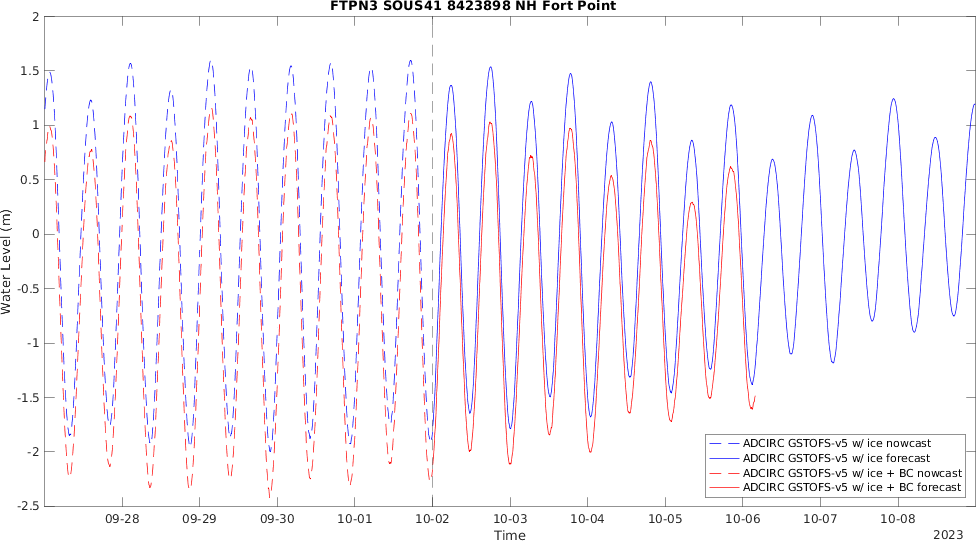 FTPN3 SOUS41 8423898 NH Fort Point
2
1.5
1
0.5
0
-0.5
-1
-1.5
-2
-2.5
Water Level (m)
ADCIRC GSTOFS-v5 w/ ice nowcast
ADCIRC GSTOFS-v5 w/ ice forecast
ADCIRC GSTOFS-v5 w/ ice + BC nowcast
ADCIRC GSTOFS-v5 w/ ice + BC forecast
09-28 09-29 09-30 10-01 10-02 10-03 10-04 10-05 10-06 10-07 10-08
Time
2023